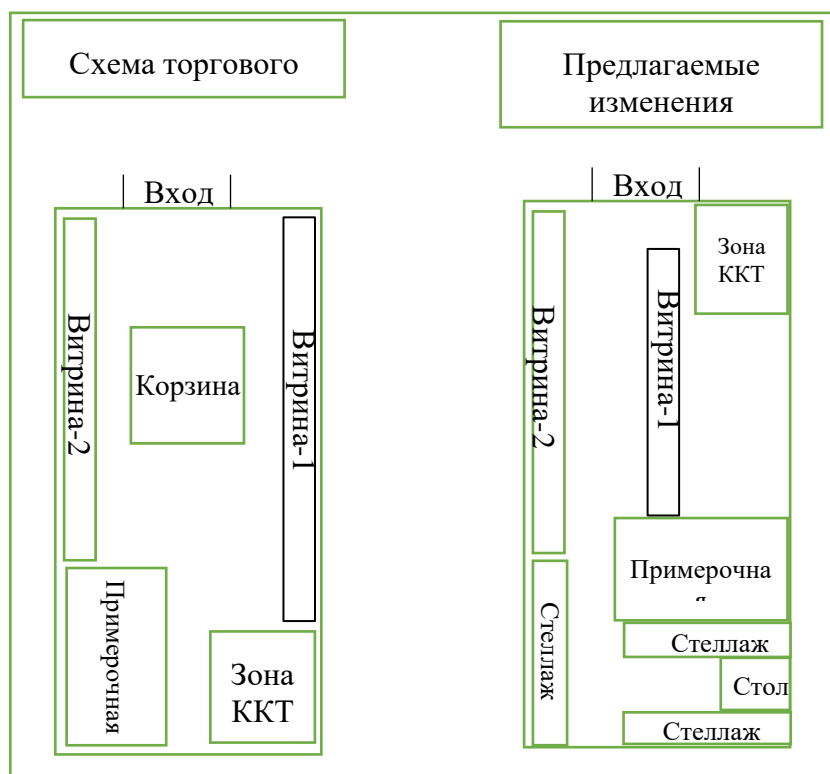 Схема торгового
Предлагаемые
изменения
Вход
Витрина-2
Корзина
Витрина-1
Примерочная
Зона
ККТ
Вход
Зона
ККТ
Витрина-2
Витрина-1
Примерочна
я
Стеллаж
Стеллаж
Стол
Стеллаж